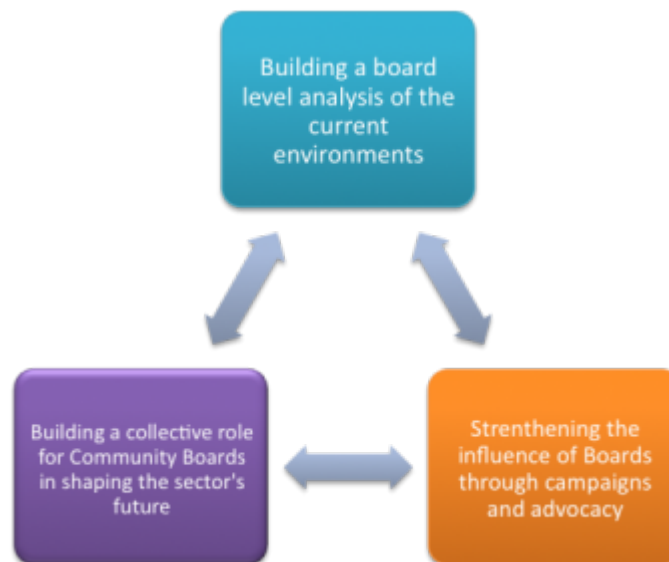 Building a board
level analysis of the
current
environments
Building a collective role
for Community Boards
in shaping the sector's
future
Strenthening the
influence of Boards
through campaigns
and advocacy